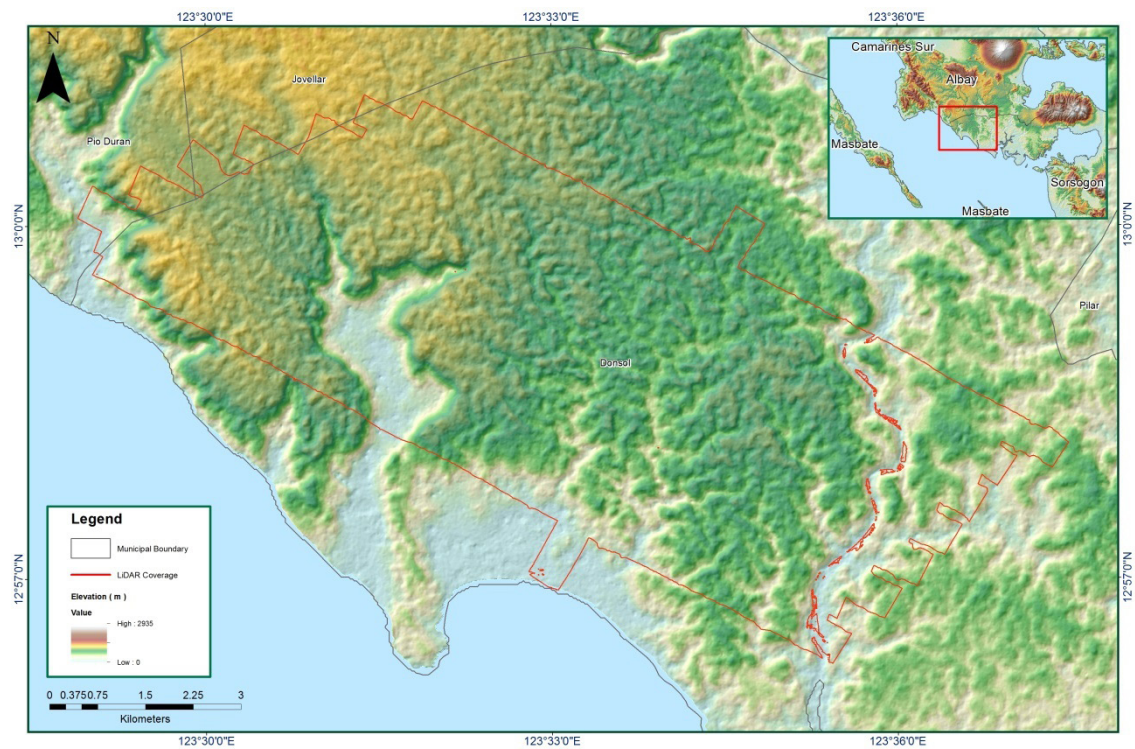 123°30'0"E
123°33'0"E
123°36'0"E
N
Jovellar
Pio Duran
Camarines Sur
Albay
Masbate
Sorsogon
Masbate
13°0'0"N
13°0'0"N
Pilar
Donsol
12°57'0"N
12°57'0"N
Legend
Municipal Boundary
LiDAR Coverage
Elevation ( m )
Value
High : 2935
Low : 0
0 0.375 0.75 1.5 2.25 3
Kilometers
123°30'0"E
123°33'0"E
123°36'0"E